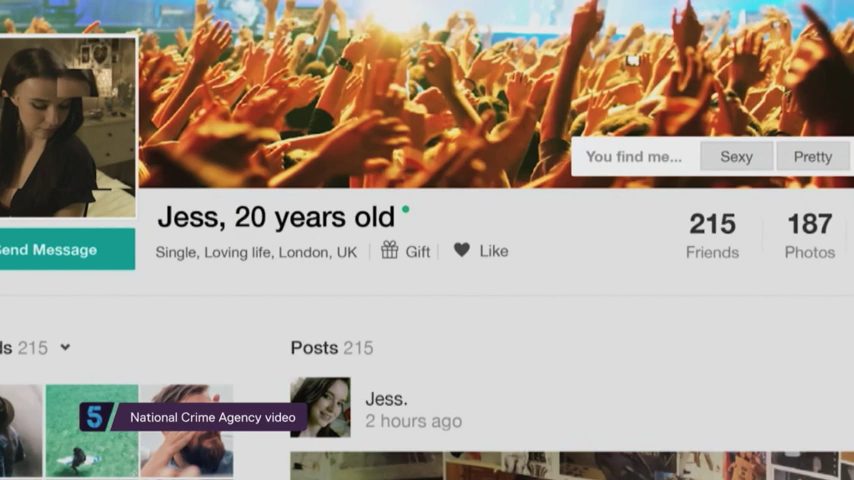 You find me... Sexy Pretty
Jess, 20 years old
215 187
Send Message
Single, Loving life, London, UK Gift Like
Friends Photos
215
Posts 215
Jess.
2 hours ago
5 National Crime Agency video